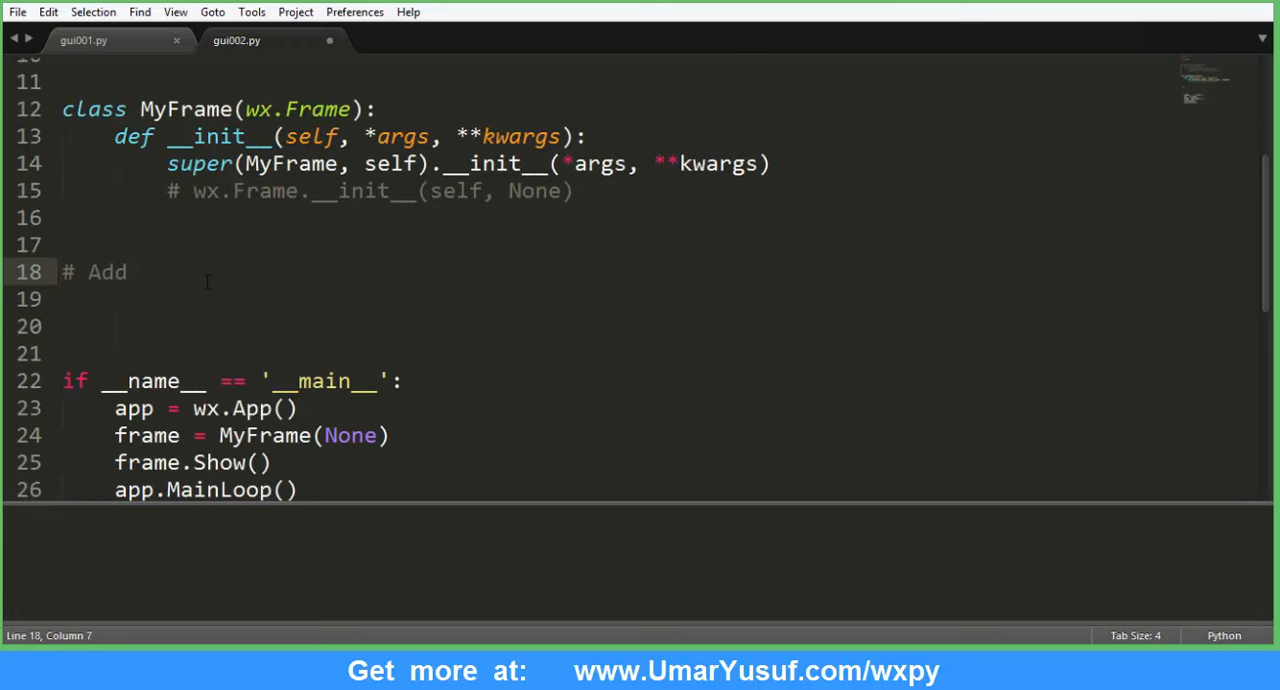 File Edit Selection Find View Goto Tools Project Preferences Help
gui001.py × gui002.py
11
12 class MyFrame(wx.Frame):
13 def __init__(self, *args, **kwargs):
14 super(MyFrame, self).__init__(*args, **kwargs)
15 # wx.Frame.__init__(self, None)
16
17
18 # Add
19
20
21
22 if __name__ == '__main__':
23 app = wx.App()
24 frame = MyFrame(None)
25 frame.Show()
26 app.MainLoop()
Line 18, Column 7 Tab Size: 4 Python
Get more at: www.UmarYusuf.com/wxpy